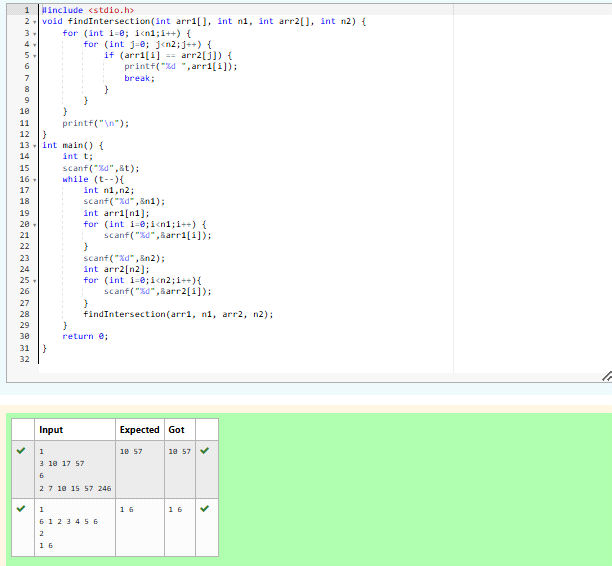 1 #include <stdio.h>
2 void findIntersection(int arr1[], int n1, int arr2[], int n2) {
3 for (int i=0; i<n1;i++) {
4 for (int j=0; j<n2;j++) {
5 if (arr1[i] == arr2[j]) {
6 printf("%d ",arr1[i]);
7 break;
8 }
9 }
10 }
11 printf("\n");
12 }
13 int main() {
14 int t;
15 scanf("%d",&t);
16 while (t--){
17 int n1,n2;
18 scanf("%d",&n1);
19 int arr1[n1];
20 for (int i=0;i<n1;i++) {
21 scanf("%d",&arr1[i]);
22 }
23 scanf("%d",&n2);
24 int arr2[n2];
25 for (int i=0;i<n2;i++){
26 scanf("%d",&arr2[i]);
27 }
28 findIntersection(arr1, n1, arr2, n2);
29 }
30 return 0;
31 }
32
Input Expected Got
1 10 57 10 57
3 10 17 57
6
2 7 10 15 57 246
1 1 6 1 6
6 1 2 3 4 5 6
2
1 6